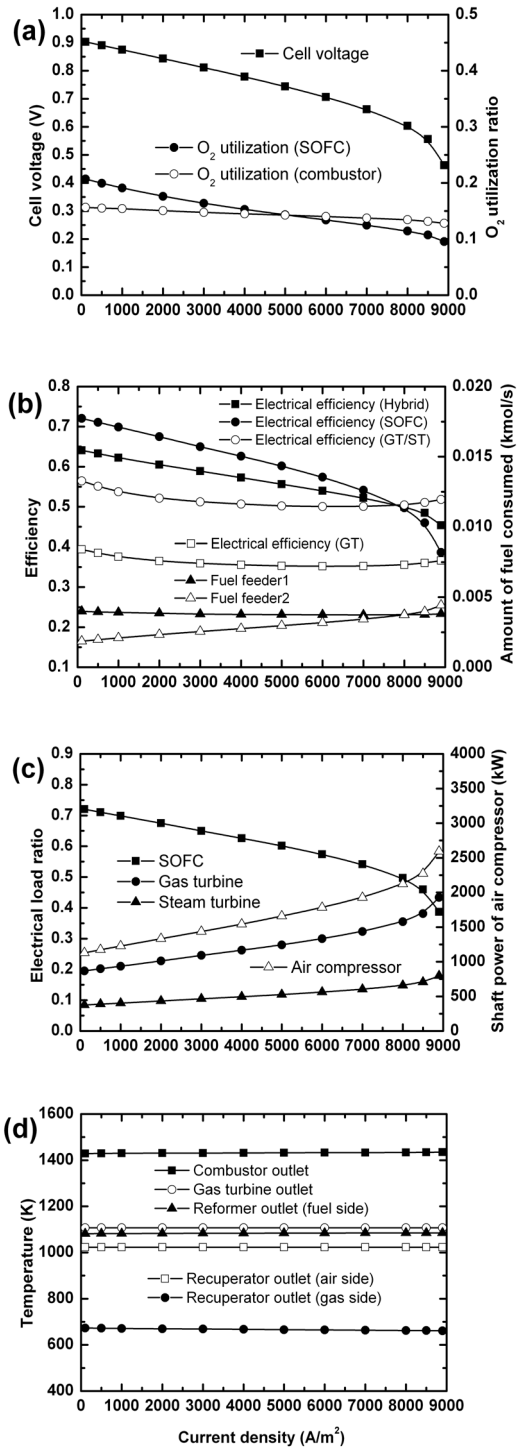 (a)
1.0
0.9
0.8
0.7
0.6
0.5
0.4
0.3
0.2
0.1
0.0
Cell voltage (V)
Cell voltage
O2 utilization (SOFC)
O2 utilization (combustor)
0.5
0.4
0.3
0.2
0.1
0.0
O2 utilization ratio
0 1000 2000 3000 4000 5000 6000 7000 8000 9000
(b)
0.8
0.7
0.6
0.5
0.4
0.3
0.2
0.1
Efficiency
Electrical efficiency (Hybrid)
Electrical efficiency (SOFC)
Electrical efficiency (GT/ST)
Electrical efficiency (GT)
Fuel feeder1
Fuel feeder2
0.020
0.015
0.010
0.005
0.000
Amount of fuel consumed (kmol/s)
0 1000 2000 3000 4000 5000 6000 7000 8000 9000
(c)
0.9
0.8
0.7
0.6
0.5
0.4
0.3
0.2
0.1
0.0
Electrical load ratio
SOFC
Gas turbine
Steam turbine
Air compressor
4000
3500
3000
2500
2000
1500
1000
500
0
Shaft power of air compressor (kW)
0 1000 2000 3000 4000 5000 6000 7000 8000 9000
(d)
1600
1400
1200
1000
800
600
400
Temperature (K)
Combustor outlet
Gas turbine outlet
Reformer outlet (fuel side)
Recuperator outlet (air side)
Recuperator outlet (gas side)
0 1000 2000 3000 4000 5000 6000 7000 8000 9000
Current density (A/m²)